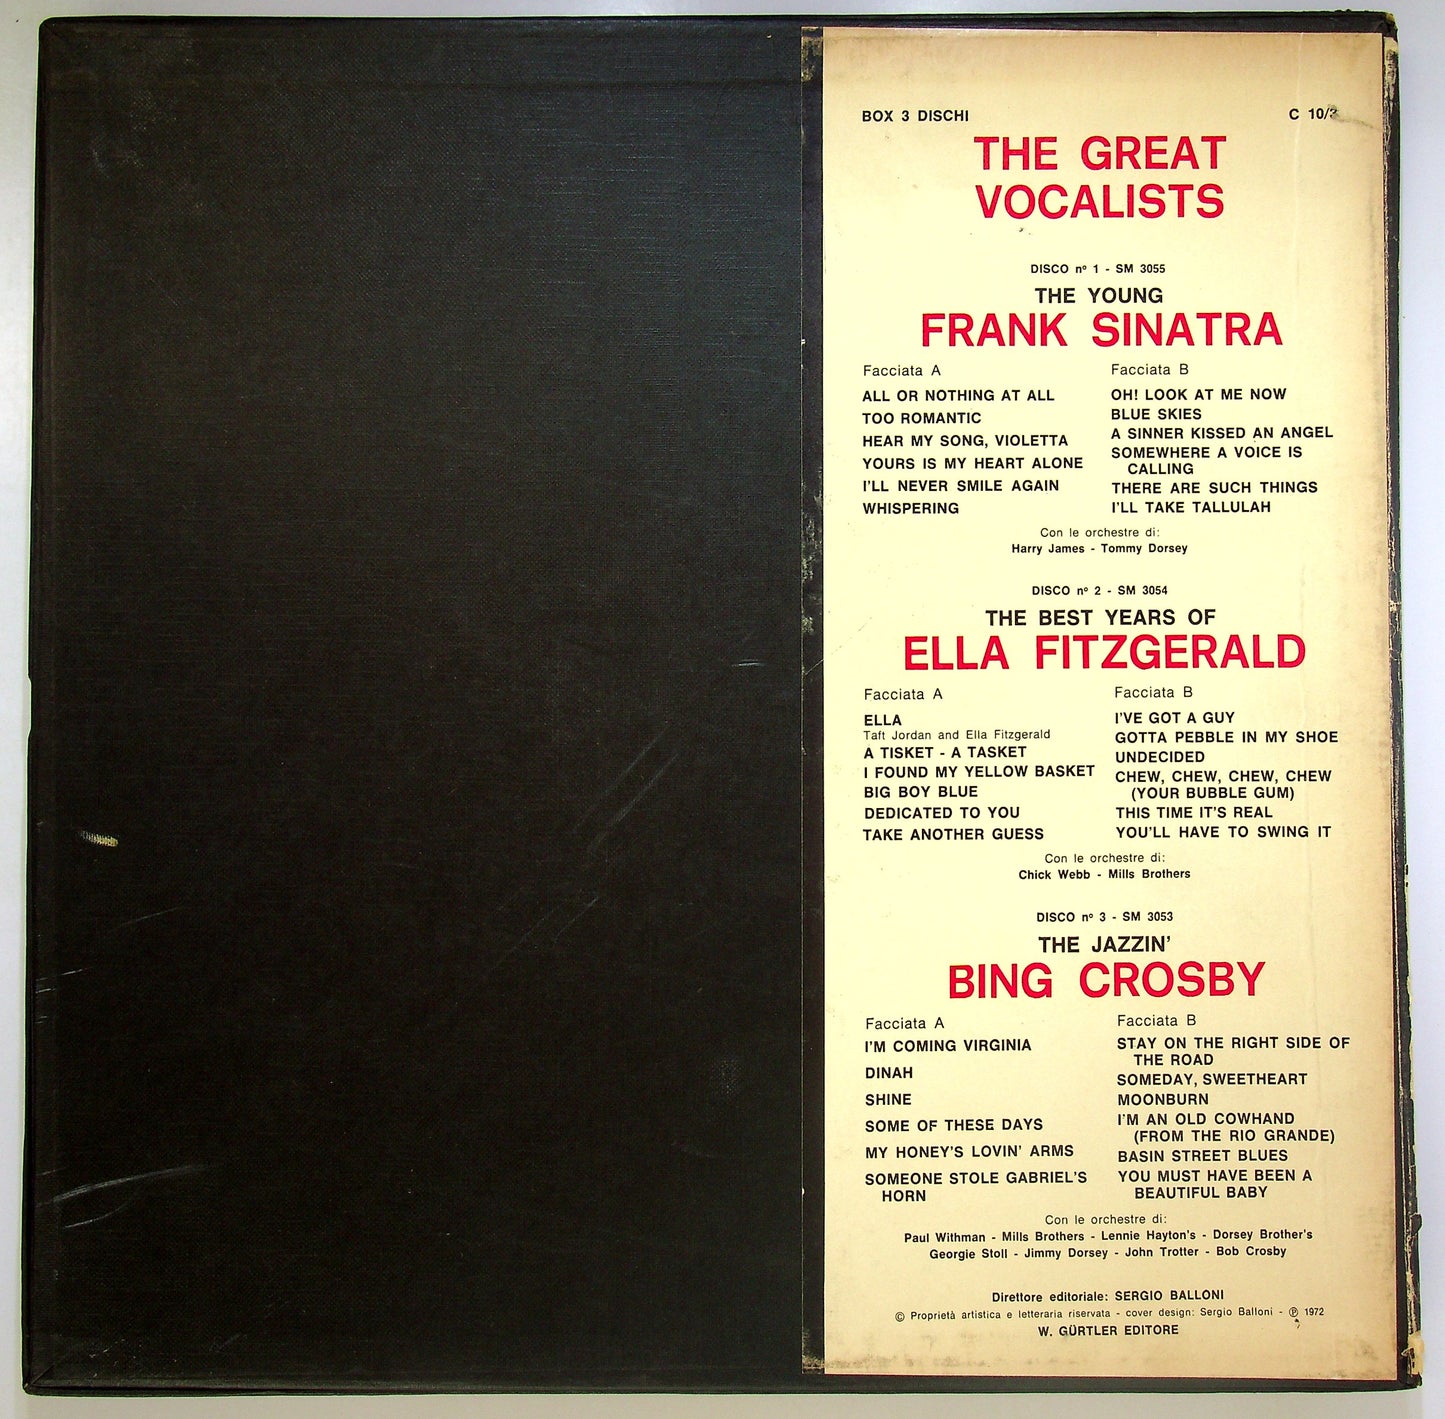 BOX 3 DISCHI
C 10/3
THE GREAT
VOCALISTS
DISCO nº 1 - SM 3055
THE YOUNG
FRANK SINATRA
Facciata A
ALL OR NOTHING AT ALL
TOO ROMANTIC
HEAR MY SONG, VIOLETTA
YOURS IS MY HEART ALONE
I'LL NEVER SMILE AGAIN
WHISPERING
Facciata B
OH! LOOK AT ME NOW
BLUE SKIES
A SINNER KISSED AN ANGEL
SOMEWHERE A VOICE IS
CALLING
THERE ARE SUCH THINGS
I'LL TAKE TALLULAH
Con le orchestre di:
Harry James - Tommy Dorsey
DISCO nº 2 - SM 3054
THE BEST YEARS OF
ELLA FITZGERALD
Facciata A
ELLA
Taft Jordan and Ella Fitzgerald
A TISKET - A TASKET
I FOUND MY YELLOW BASKET
BIG BOY BLUE
DEDICATED TO YOU
TAKE ANOTHER GUESS
Facciata B
I'VE GOT A GUY
GOTTA PEBBLE IN MY SHOE
UNDECIDED
CHEW, CHEW, CHEW, CHEW
(YOUR BUBBLE GUM)
THIS TIME IT'S REAL
YOU'LL HAVE TO SWING IT
Con le orchestre di:
Chick Webb - Mills Brothers
DISCO nº 3 - SM 3053
THE JAZZIN'
BING CROSBY
Facciata A
I'M COMING VIRGINIA
DINAH
SHINE
SOME OF THESE DAYS
MY HONEY'S LOVIN' ARMS
SOMEONE STOLE GABRIEL'S
HORN
Facciata B
STAY ON THE RIGHT SIDE OF
THE ROAD
SOMEDAY, SWEETHEART
MOONBURN
I'M AN OLD COWHAND
(FROM THE RIO GRANDE)
BASIN STREET BLUES
YOU MUST HAVE BEEN A
BEAUTIFUL BABY
Con le orchestre di:
Paul Withman - Mills Brothers - Lennie Hayton's - Dorsey Brother's
Georgie Stoll - Jimmy Dorsey - John Trotter - Bob Crosby
Direttore editoriale: SERGIO BALLONI
© Proprietà artistica e letteraria riservata - cover design: Sergio Balloni - ℗ 1972
W. GÜRTLER EDITORE